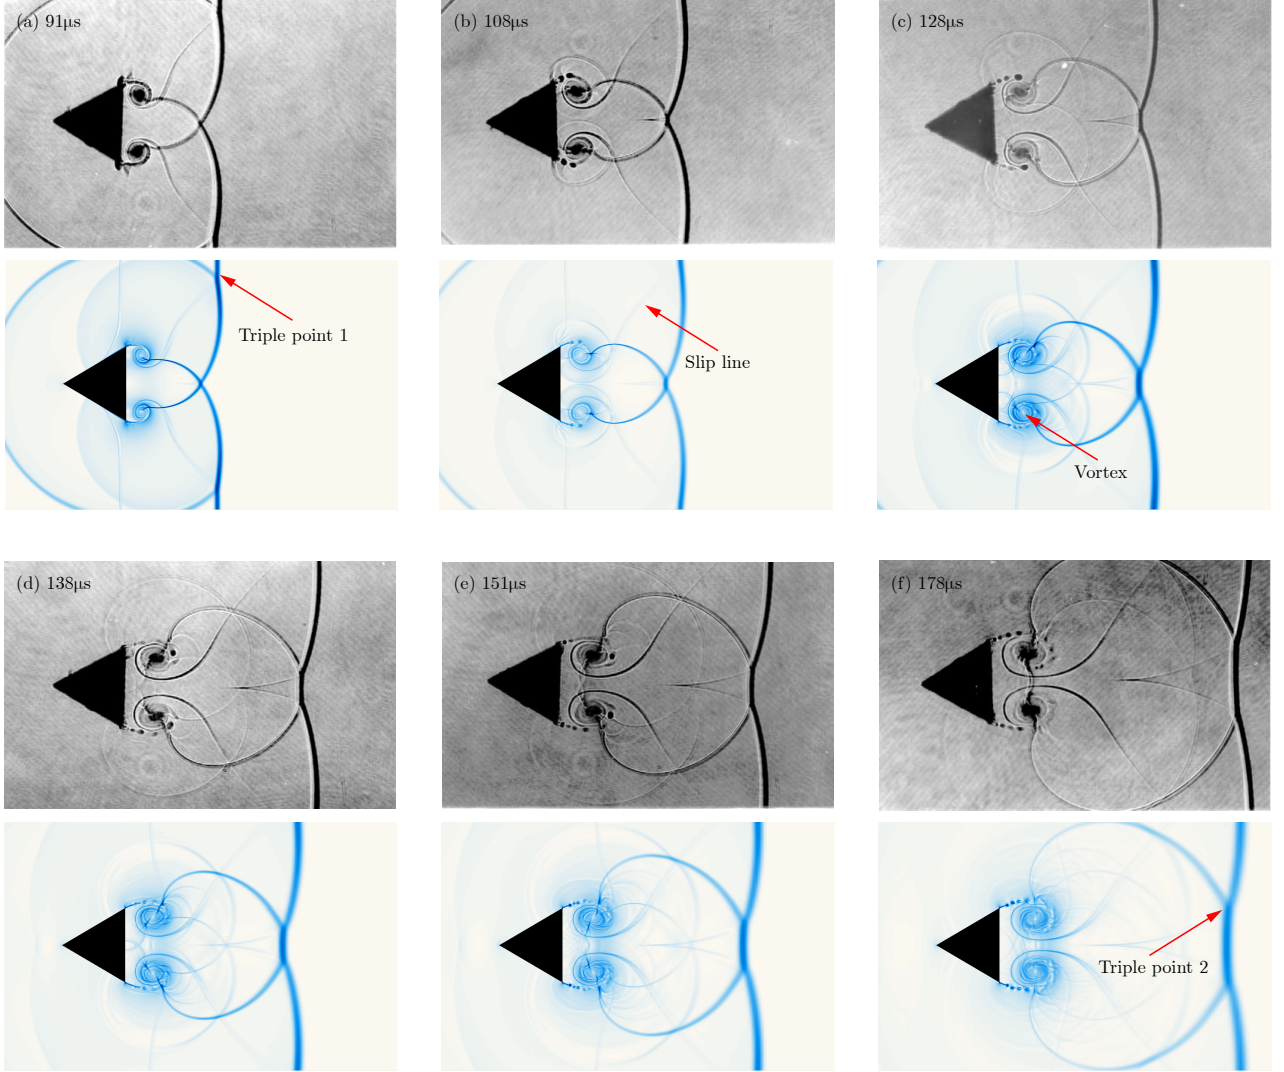 (a) 91μs
(b) 108μs
(c) 128μs
Triple point 1
Slip line
Vortex
(d) 138μs
(e) 151μs
(f) 178μs
Triple point 2